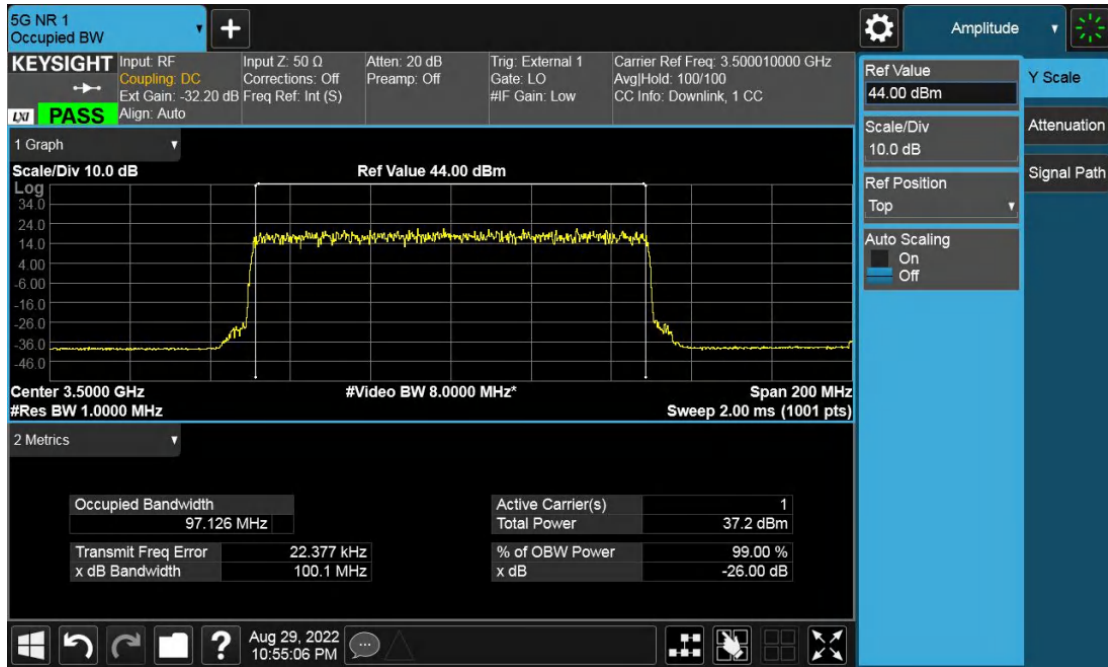 5G NR 1
Occupied BW
Amplitude
KEYSIGHT
LXI
PASS
Input: RF
Coupling: DC
Ext Gain: -32.20 dB
Align: Auto
Input Z: 50 Ω
Corrections: Off
Freq Ref: Int (S)
Atten: 20 dB
Preamp: Off
Trig: External 1
Gate: LO
#IF Gain: Low
Carrier Ref Freq: 3.500010000 GHz
Avg|Hold: 100/100
CC Info: Downlink, 1 CC
1 Graph
Scale/Div 10.0 dB
Ref Value 44.00 dBm
Log
34.0
24.0
14.0
4.00
-6.00
-16.0
-26.0
-36.0
-46.0
Center 3.5000 GHz
#Video BW 8.0000 MHz*
Span 200 MHz
#Res BW 1.0000 MHz
Sweep 2.00 ms (1001 pts)
2 Metrics
Occupied Bandwidth
97.126 MHz
Transmit Freq Error 22.377 kHz
x dB Bandwidth 100.1 MHz
Active Carrier(s) 1
Total Power 37.2 dBm
% of OBW Power 99.00 %
x dB -26.00 dB
Ref Value
44.00 dBm
Scale/Div
10.0 dB
Ref Position
Top
Auto Scaling
On
Off
Y Scale
Attenuation
Signal Path
?
Aug 29, 2022
10:55:06 PM